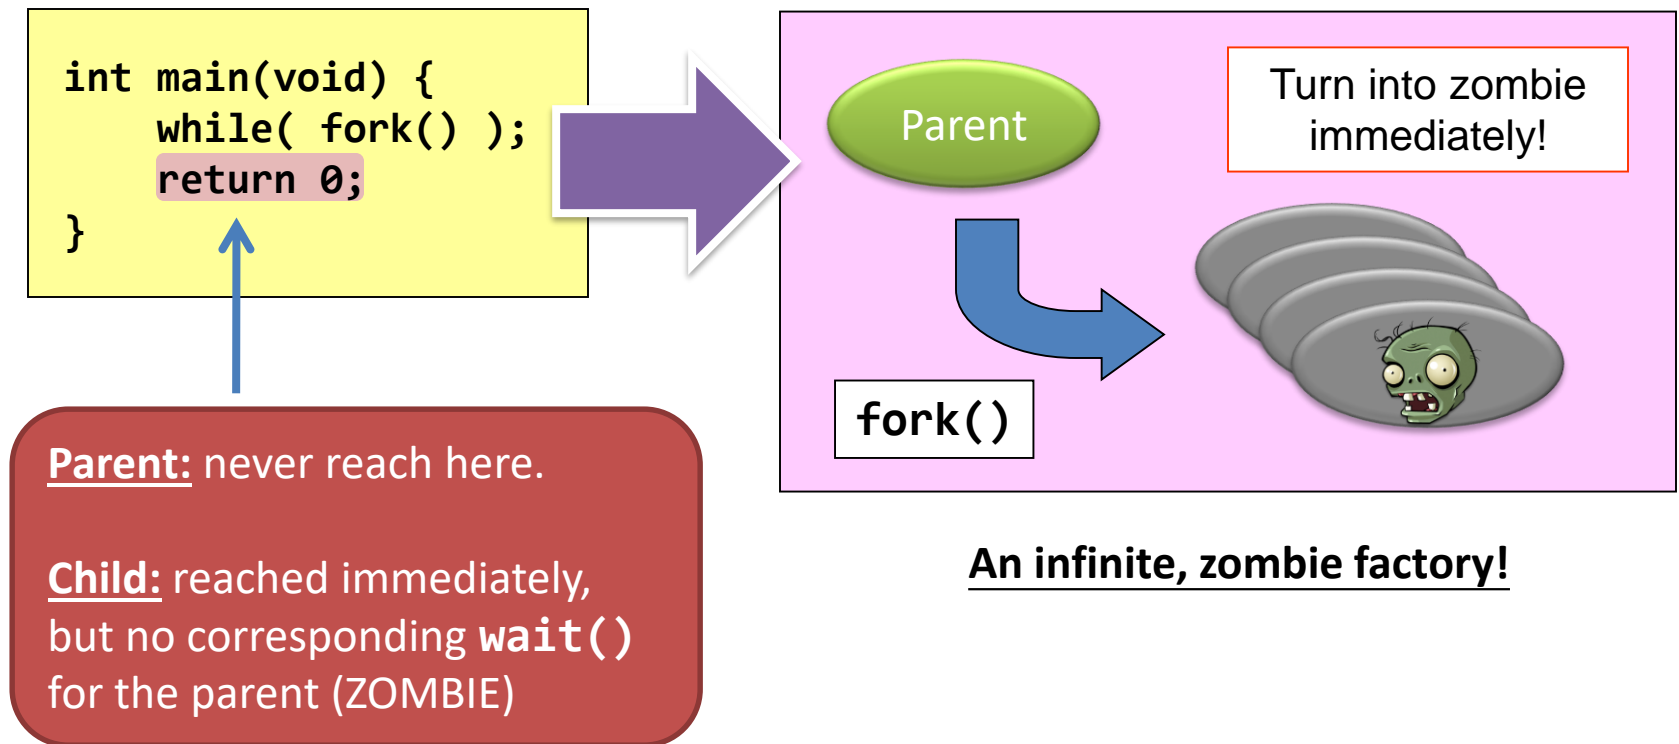 int main(void) {
while( fork() );
return 0;
}
Parent
Turn into zombie
immediately!
fork()
Parent: never reach here.
Child: reached immediately,
but no corresponding wait()
for the parent (ZOMBIE)
An infinite, zombie factory!